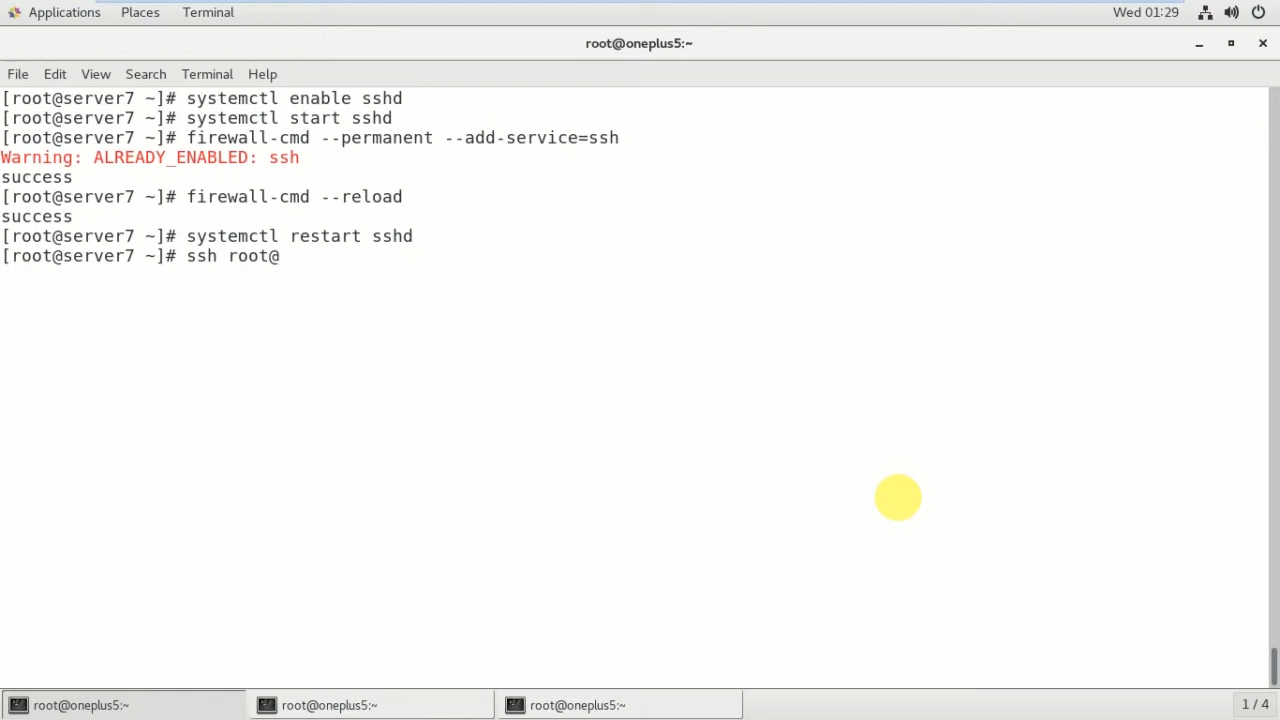 Applications Places Terminal Wed 01:29
root@oneplus5:~
File Edit View Search Terminal Help
[root@server7 ~]# systemctl enable sshd
[root@server7 ~]# systemctl start sshd
[root@server7 ~]# firewall-cmd --permanent --add-service=ssh
Warning: ALREADY_ENABLED: ssh
success
[root@server7 ~]# firewall-cmd --reload
success
[root@server7 ~]# systemctl restart sshd
[root@server7 ~]# ssh root@
root@oneplus5:~ root@oneplus5:~ root@oneplus5:~ 1 / 4